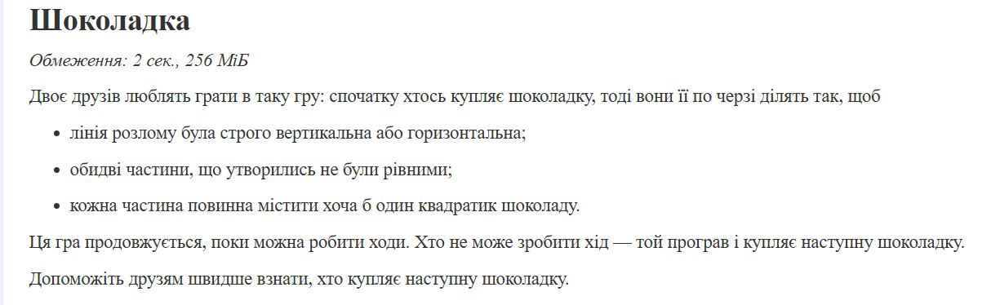 Шоколадка
Обмеження: 2 сек., 256 МіБ
Двоє друзів люблять грати в таку гру: спочатку хтось купляє шоколадку, тоді вони її по черзі ділять так, щоб
• лінія розлому була строго вертикальна або горизонтальна;
• обидві частини, що утворились не були рівними;
• кожна частина повинна містити хоча б один квадратик шоколаду.
Ця гра продовжується, поки можна робити ходи. Хто не може зробити хід — той програв і купляє наступну шоколадку.
Допоможіть друзям швидше взнати, хто купляє наступну шоколадку.